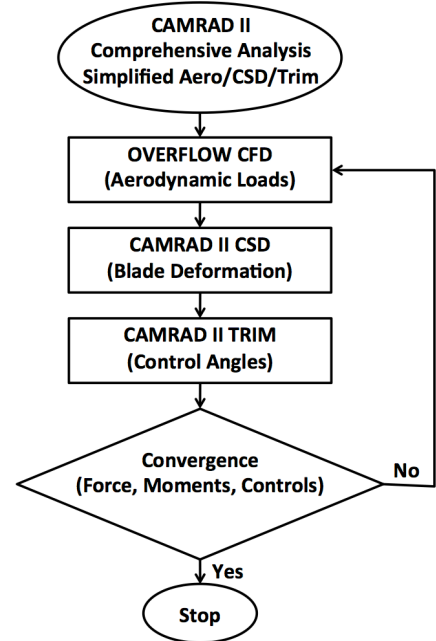 CAMRAD II
Comprehensive Analysis
Simplified Aero/CSD/Trim
OVERFLOW CFD
(Aerodynamic Loads)
CAMRAD II CSD
(Blade Deformation)
CAMRAD II TRIM
(Control Angles)
Convergence
(Force, Moments, Controls)
No
Yes
Stop